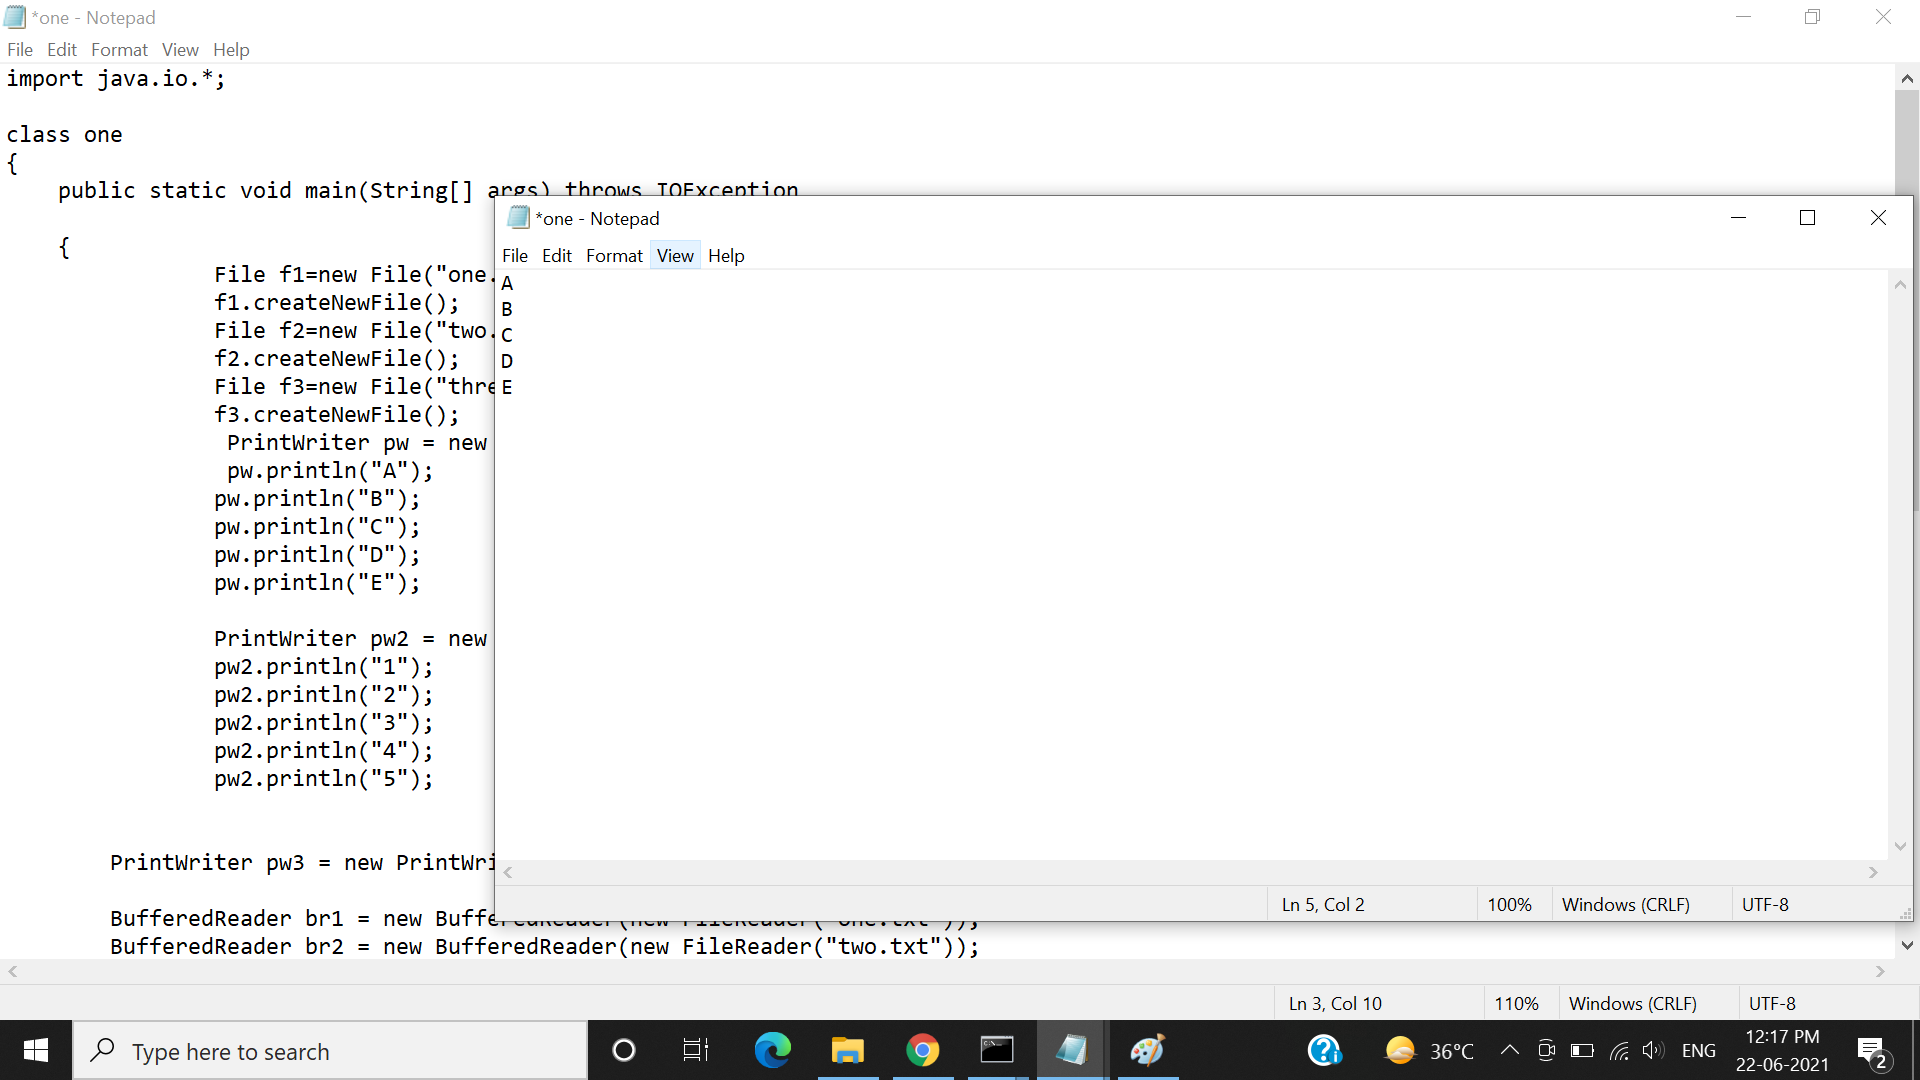 *one - Notepad
File Edit Format View Help
import java.io.*;
class one
{
public static void main(String[] args) throws IOException
{
File f1=new File("one.
f1.createNewFile();
File f2=new File("two.
f2.createNewFile();
File f3=new File("thre
f3.createNewFile();
PrintWriter pw = new
pw.println("A");
pw.println("B");
pw.println("C");
pw.println("D");
pw.println("E");
PrintWriter pw2 = new
pw2.println("1");
pw2.println("2");
pw2.println("3");
pw2.println("4");
pw2.println("5");
PrintWriter pw3 = new PrintWri
BufferedReader br1 = new BufferedReader(new FileReader("one.txt"));
BufferedReader br2 = new BufferedReader(new FileReader("two.txt"));
Ln 3, Col 10 110% Windows (CRLF) UTF-8
*one - Notepad
File Edit Format View Help
A
B
C
D
E
Ln 5, Col 2 100% Windows (CRLF) UTF-8
Type here to search
36°C ENG
12:17 PM
22-06-2021
2